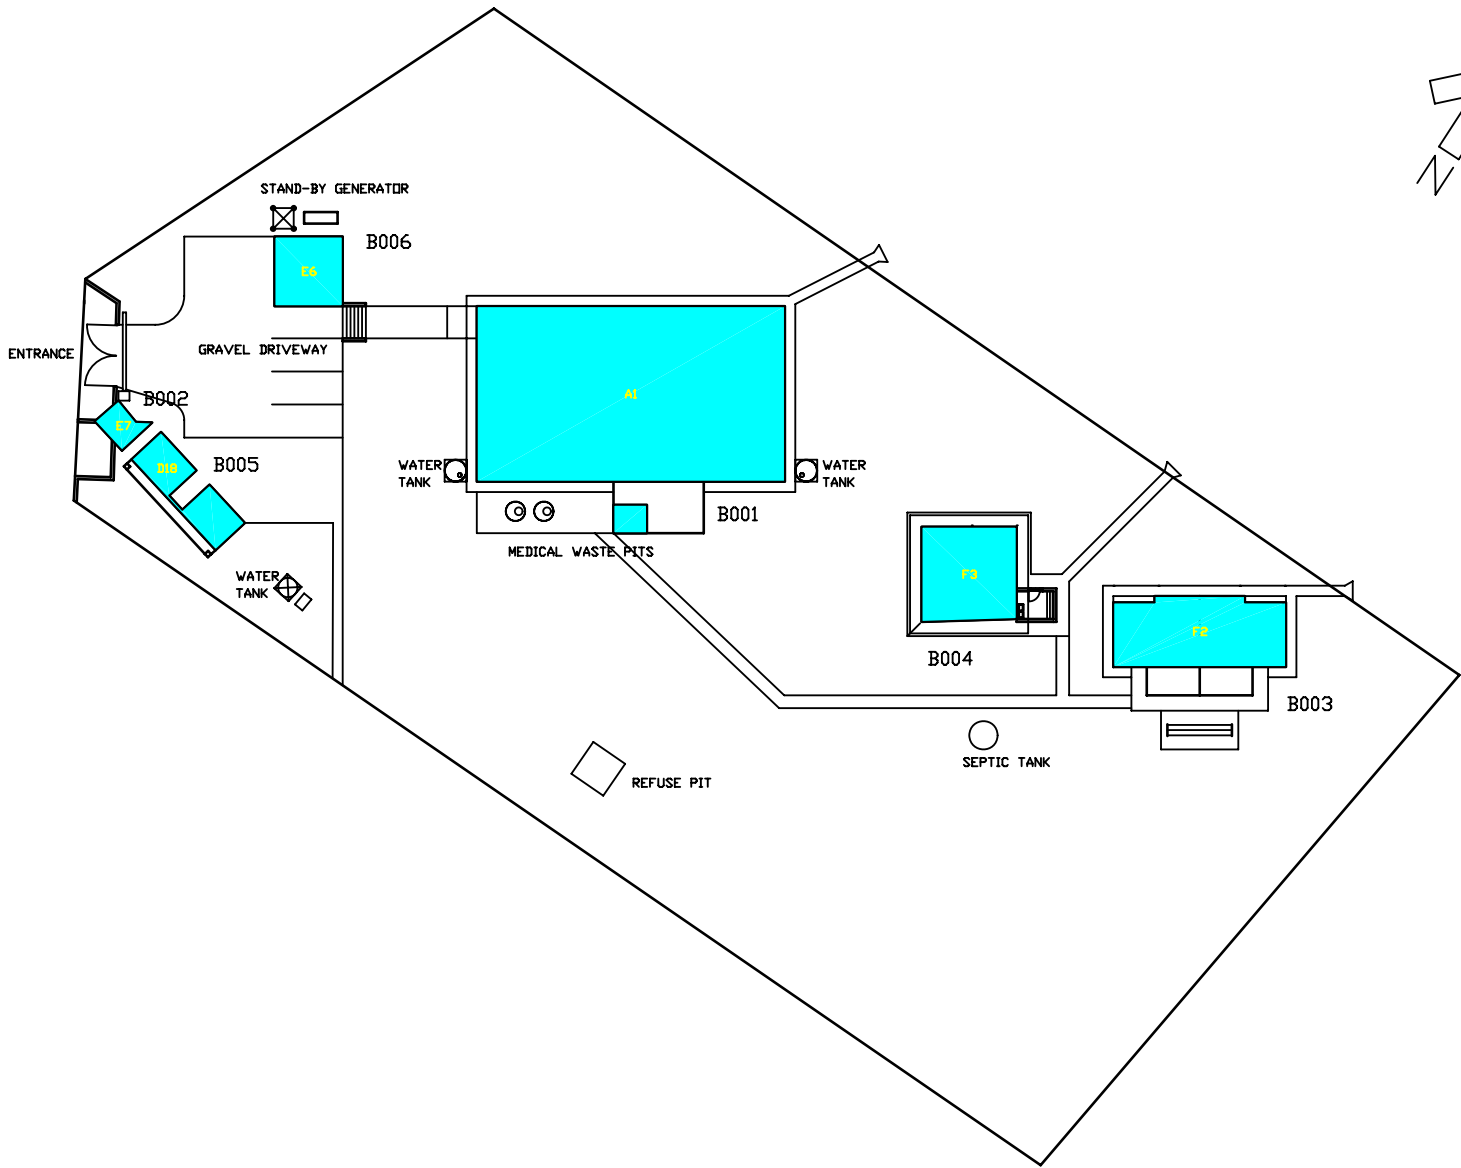 STAND-BY GENERATOR
B006
E6
N
ENTRANCE
GRAVEL DRIVEWAY
A1
B002
E7
D18
B005
WATER
TANK
WATER
TANK
B001
MEDICAL WASTE PITS
WATER
TANK
F3
B004
F2
B003
SEPTIC TANK
REFUSE PIT